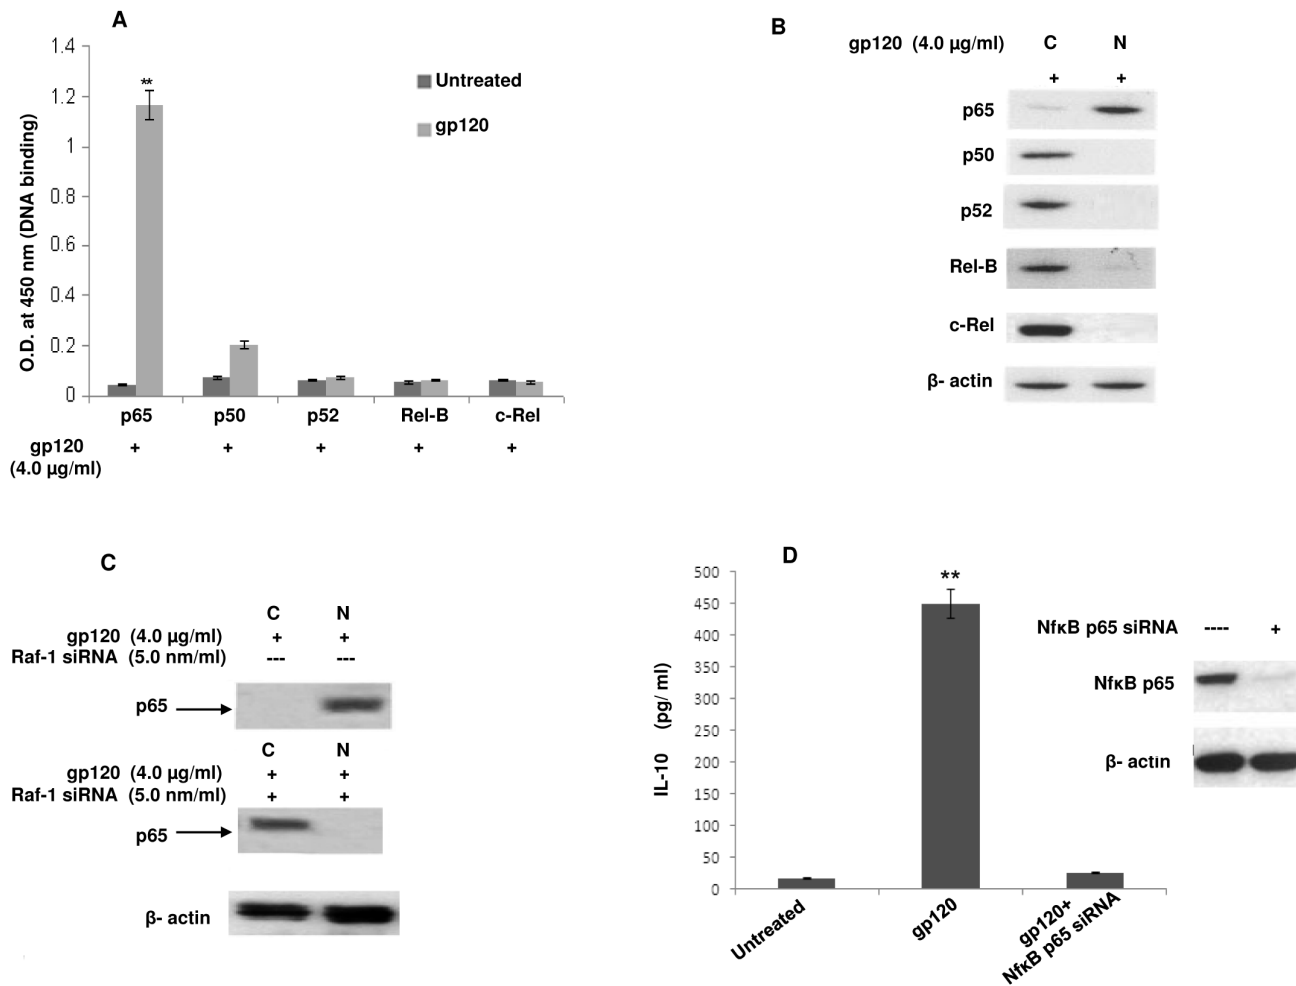 A
1.4
1.2
1
0.8
0.6
0.4
0.2
0
O.D. at 450 nm (DNA binding)
**
Untreated
gp120
p65 p50 p52 Rel-B c-Rel
gp120 + + + + +
(4.0 µg/ml)
B
gp120 (4.0 µg/ml) C N
+ +
p65
p50
p52
Rel-B
c-Rel
β- actin
C
C N
gp120 (4.0 µg/ml) + +
Raf-1 siRNA (5.0 nm/ml) --- ---
p65
C N
gp120 (4.0 µg/ml) + +
Raf-1 siRNA (5.0 nm/ml) + +
p65
β- actin
D
500
450
400
350
300
250
200
150
100
50
0
IL-10 (pg/ ml)
**
Untreated
gp120
gp120+
NfκB p65 siRNA
NfκB p65 siRNA ---- +
NfκB p65
β- actin